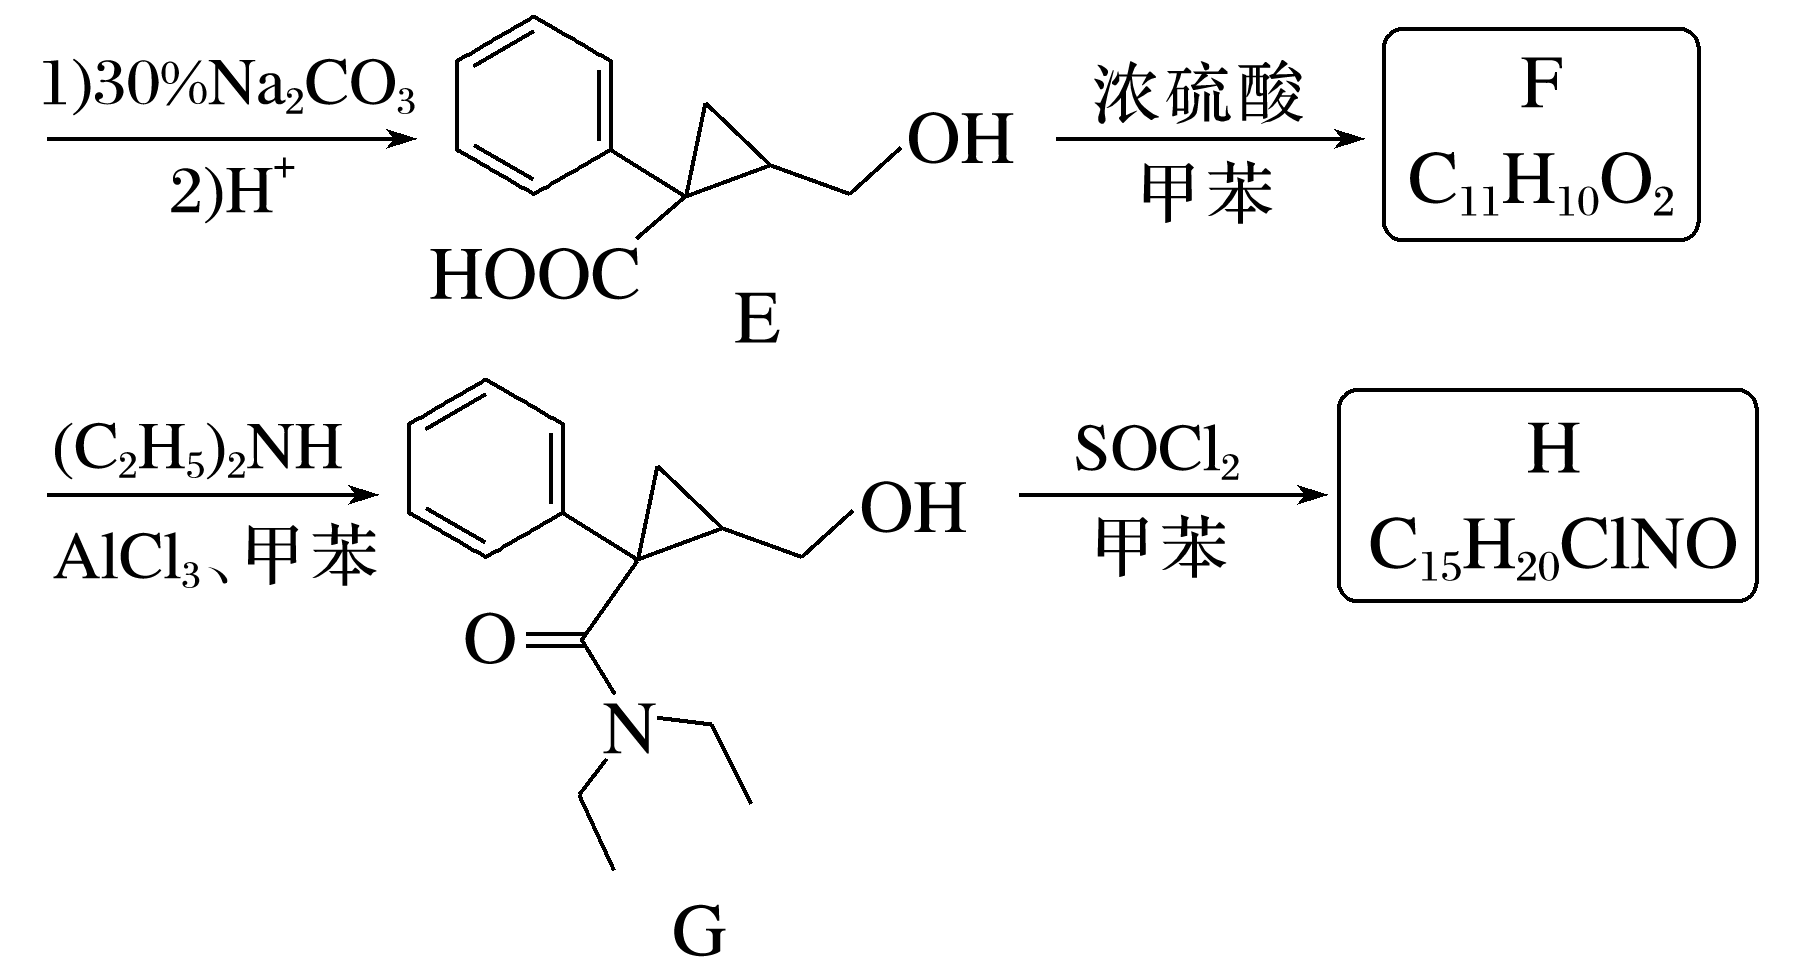 1)30%Na₂CO₃
2)H⁺
OH
HOOC
E
浓硫酸
甲苯
F
C₁₁H₁₀O₂
(C₂H₅)₂NH
AlCl₃、甲苯
OH
O
N
G
SOCl₂
甲苯
H
C₁₅H₂₀ClNO